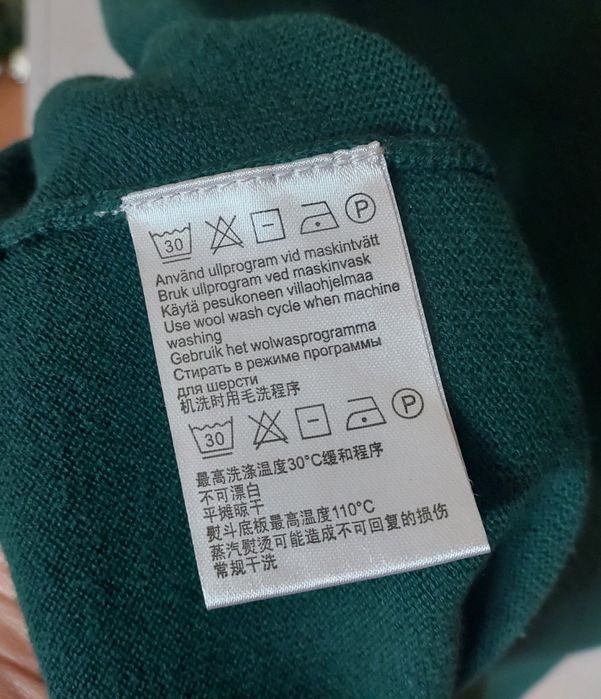 30 P
Använd ullprogram vid maskintvätt
Bruk ullprogram ved maskinvask
Käytä pesukoneen villaohjelmaa
Use wool wash cycle when machine
washing
Gebruik het wolwasprogramma
Стирать в режиме программы
для шерсти
机洗时用毛洗程序
30 P
最高洗涤温度30°C缓和程序
不可漂白
平摊晾干
熨斗底板最高温度110°C
蒸汽熨烫可能造成不可回复的损伤
常规干洗